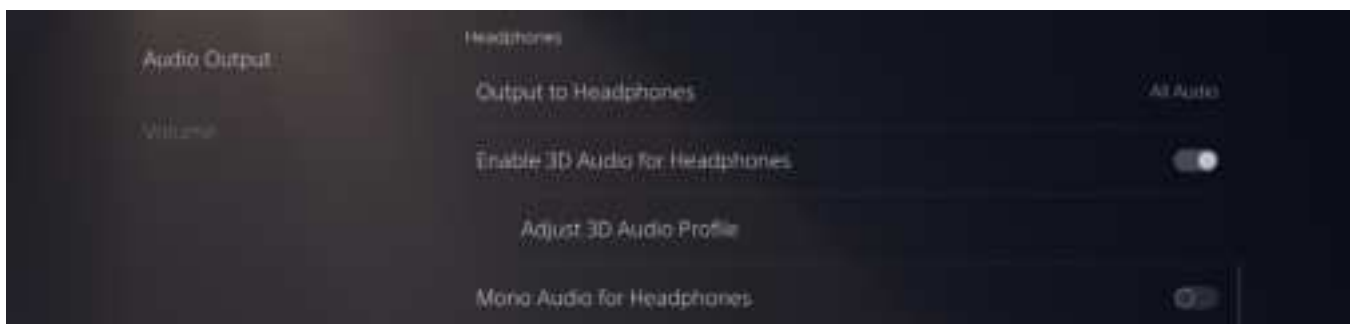 Audio Output
Volume
Headphones
Output to Headphones
All Audio
Enable 3D Audio for Headphones
Adjust 3D Audio Profile
Mono Audio for Headphones